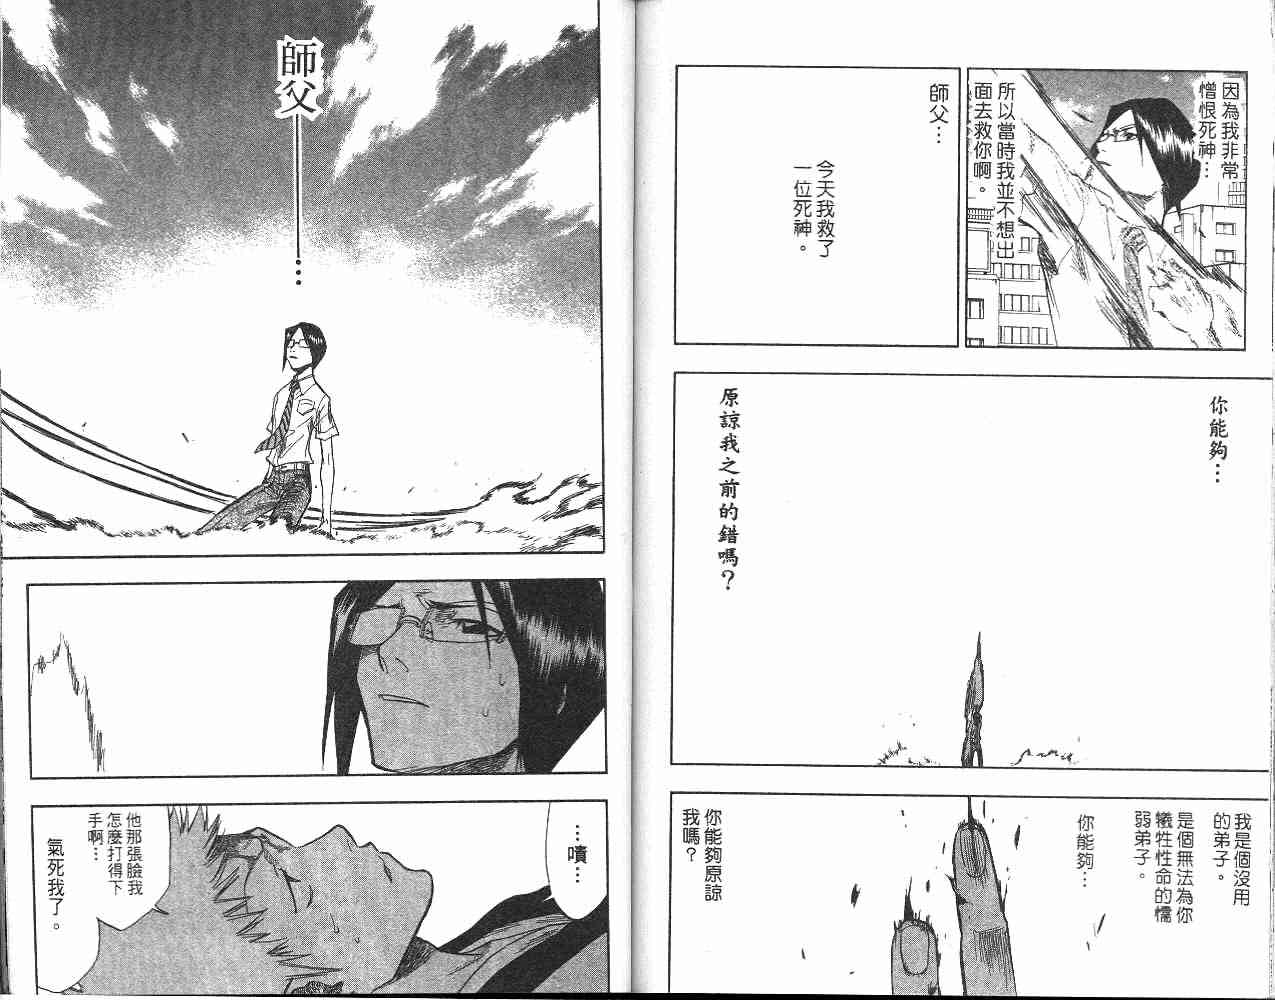 因為我非常
憎恨死神…
所以當時我並不想出
面去救你啊。
師父…
今天我救了
一位死神。
你能夠…
原諒我之前的錯嗎？
我是個沒用
的弟子。
是個無法為你
犧牲性命的懦
弱弟子。
你能夠…
你能夠原諒
我嗎？
師父——…
…嘖…
他那張臉我
怎麼打得下
手啊…
氣死我了。